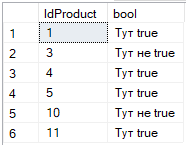 IdProduct bool
1 1 Тут true
2 3 Тут не true
3 4 Тут true
4 5 Тут true
5 10 Тут не true
6 11 Тут true